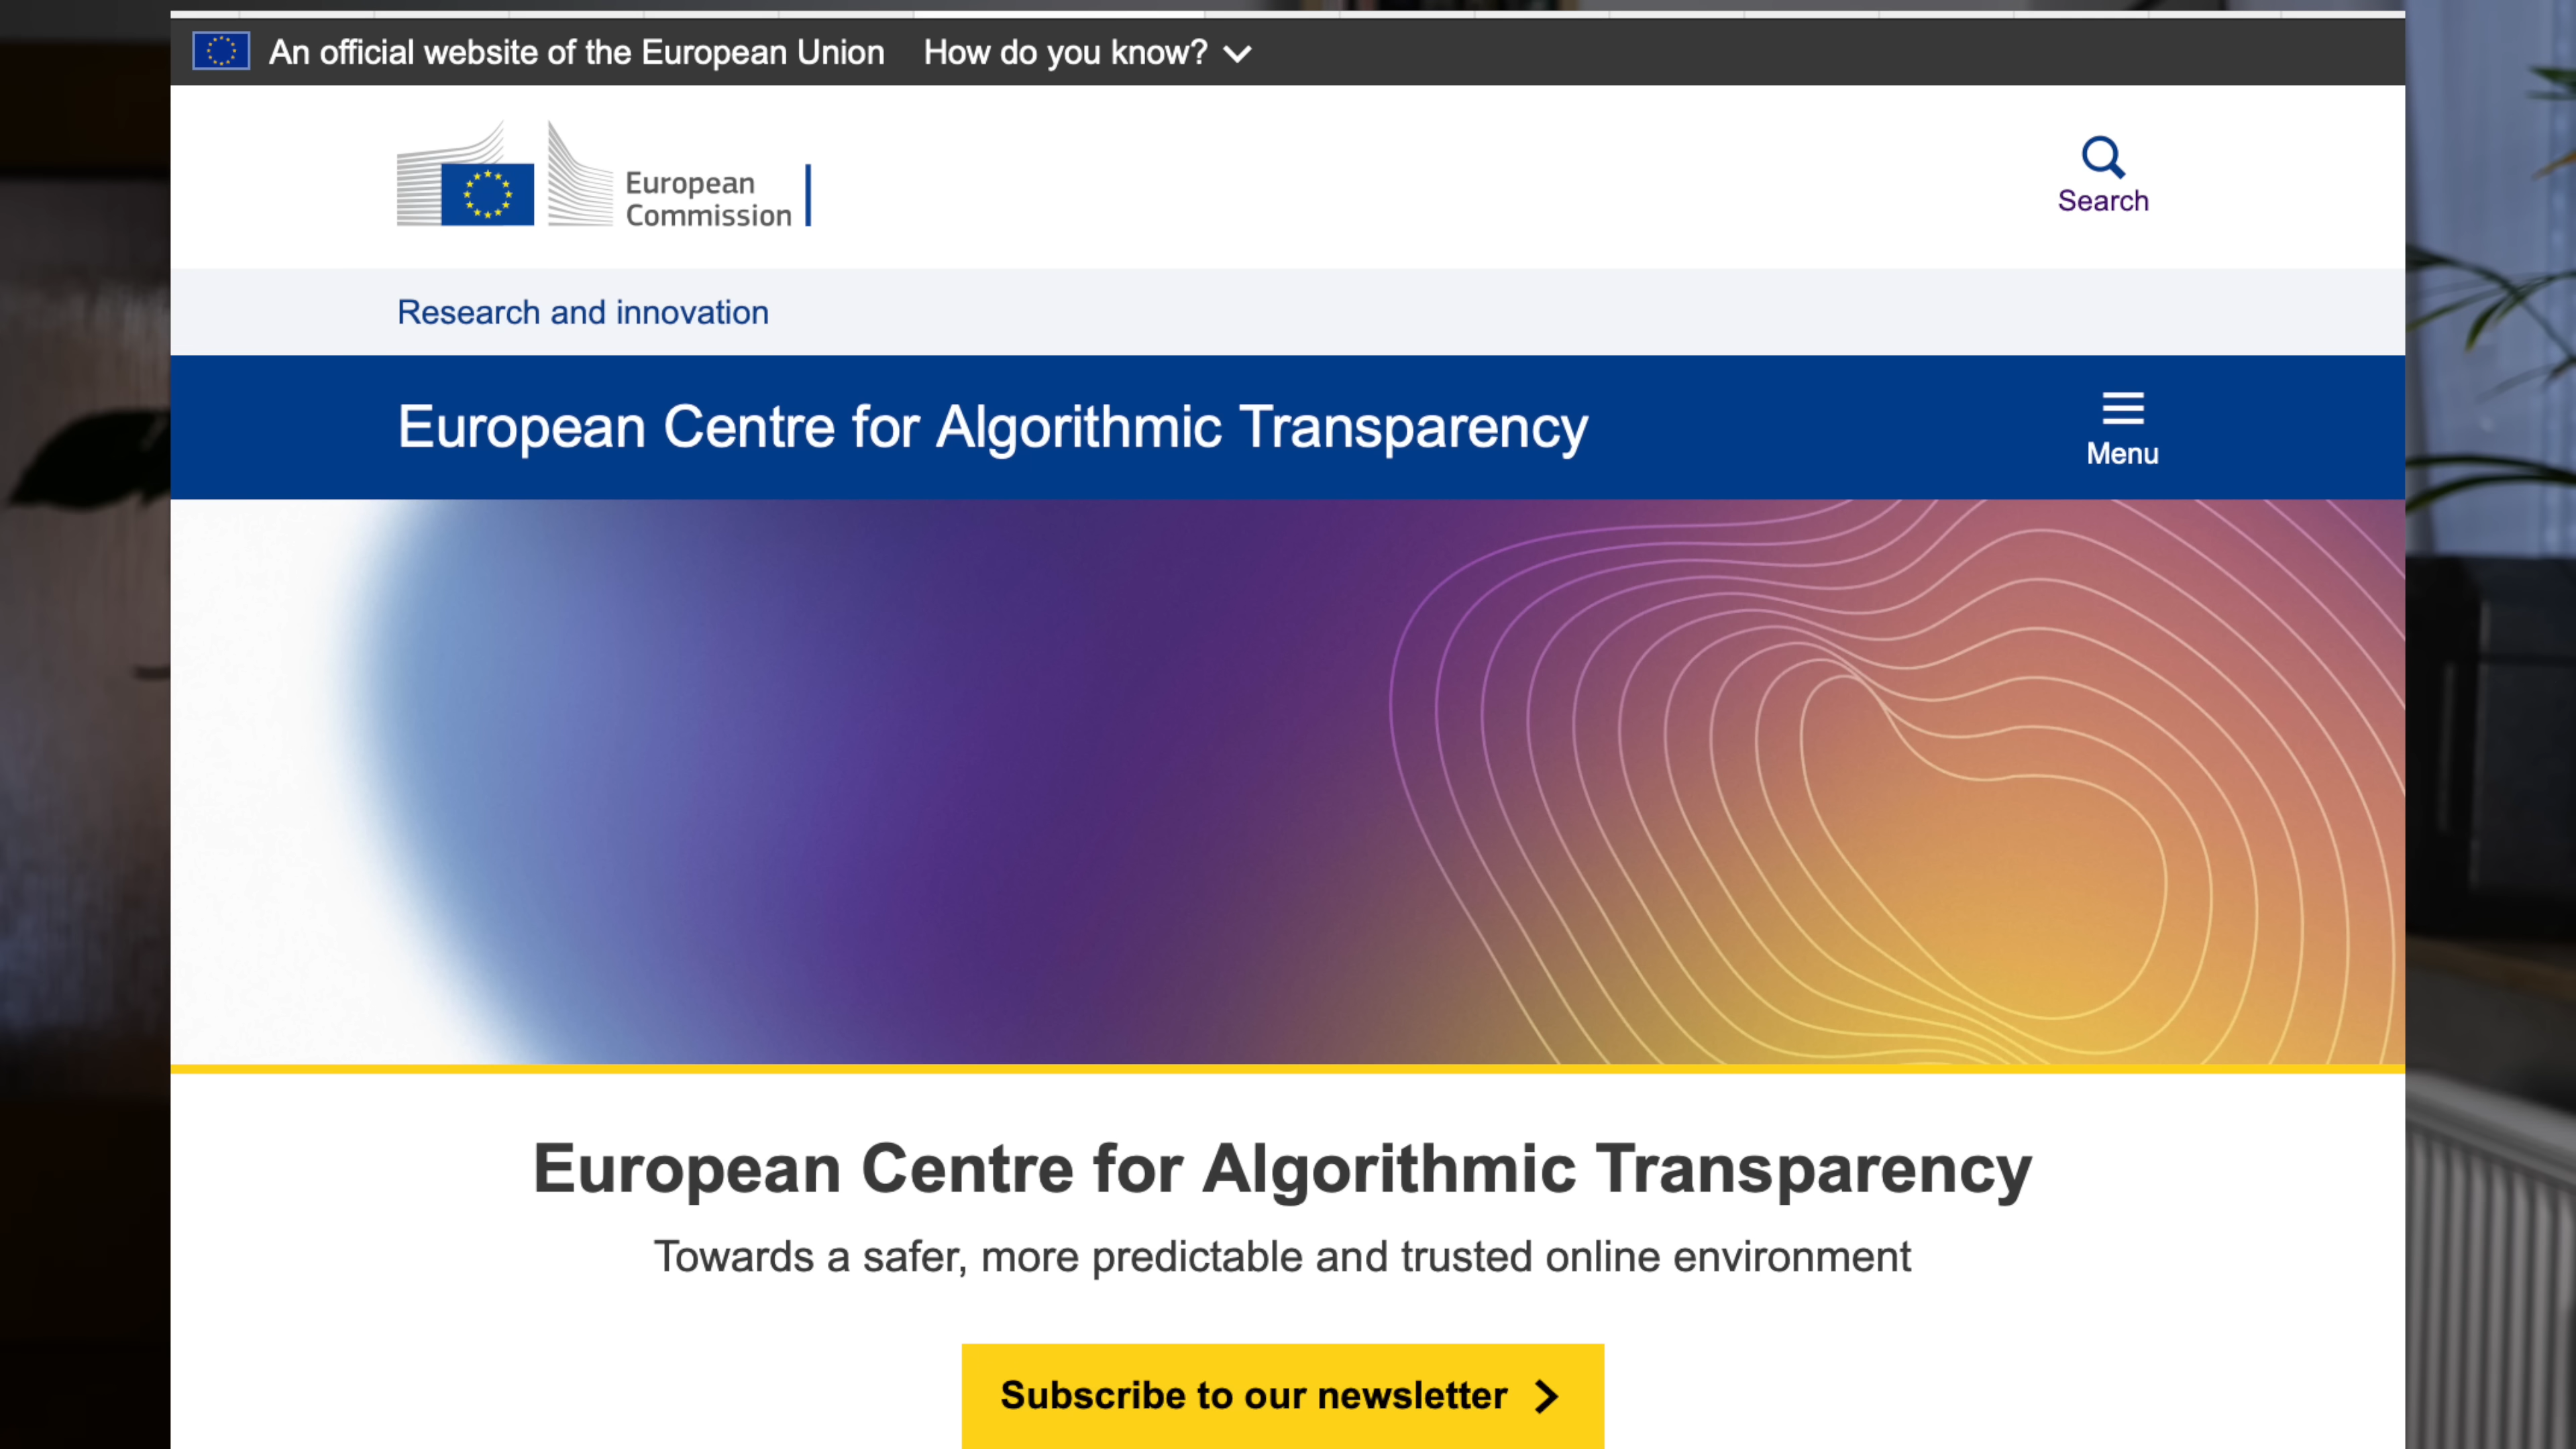 An official website of the European Union How do you know?
European
Commission
Search
Research and innovation
European Centre for Algorithmic Transparency
Menu
European Centre for Algorithmic Transparency
Towards a safer, more predictable and trusted online environment
Subscribe to our newsletter